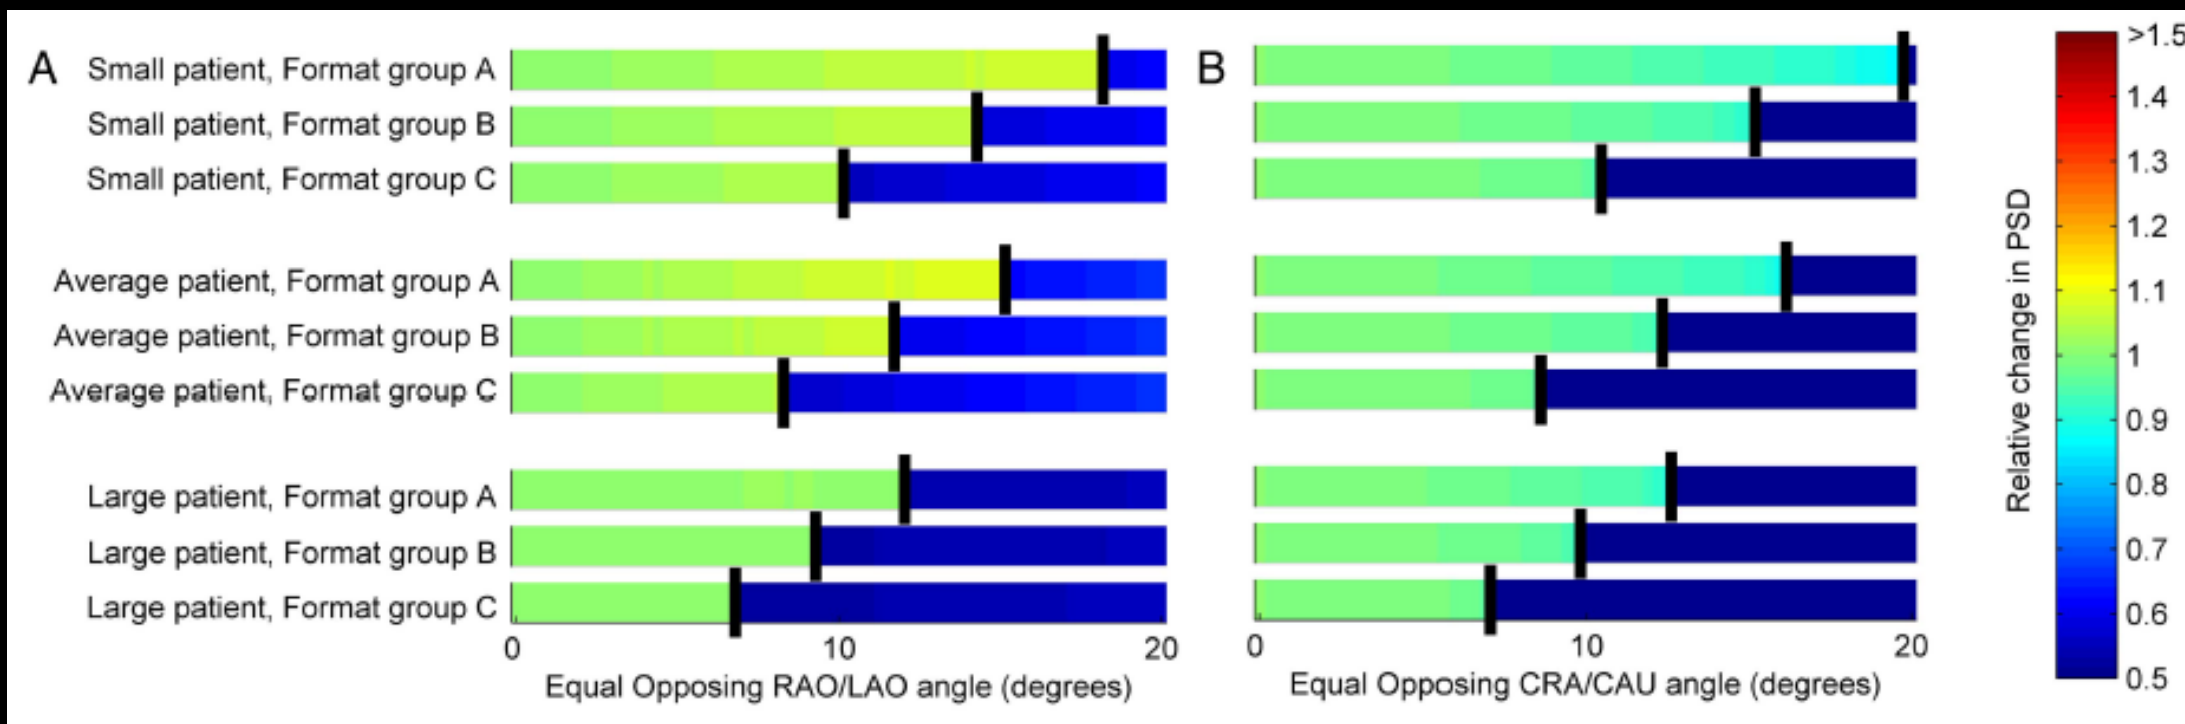 A
Small patient, Format group A
Small patient, Format group B
Small patient, Format group C
Average patient, Format group A
Average patient, Format group B
Average patient, Format group C
Large patient, Format group A
Large patient, Format group B
Large patient, Format group C
0 10 20
Equal Opposing RAO/LAO angle (degrees)
B
0 10 20
Equal Opposing CRA/CAU angle (degrees)
Relative change in PSD
>1.5
1.4
1.3
1.2
1.1
1
0.9
0.8
0.7
0.6
0.5